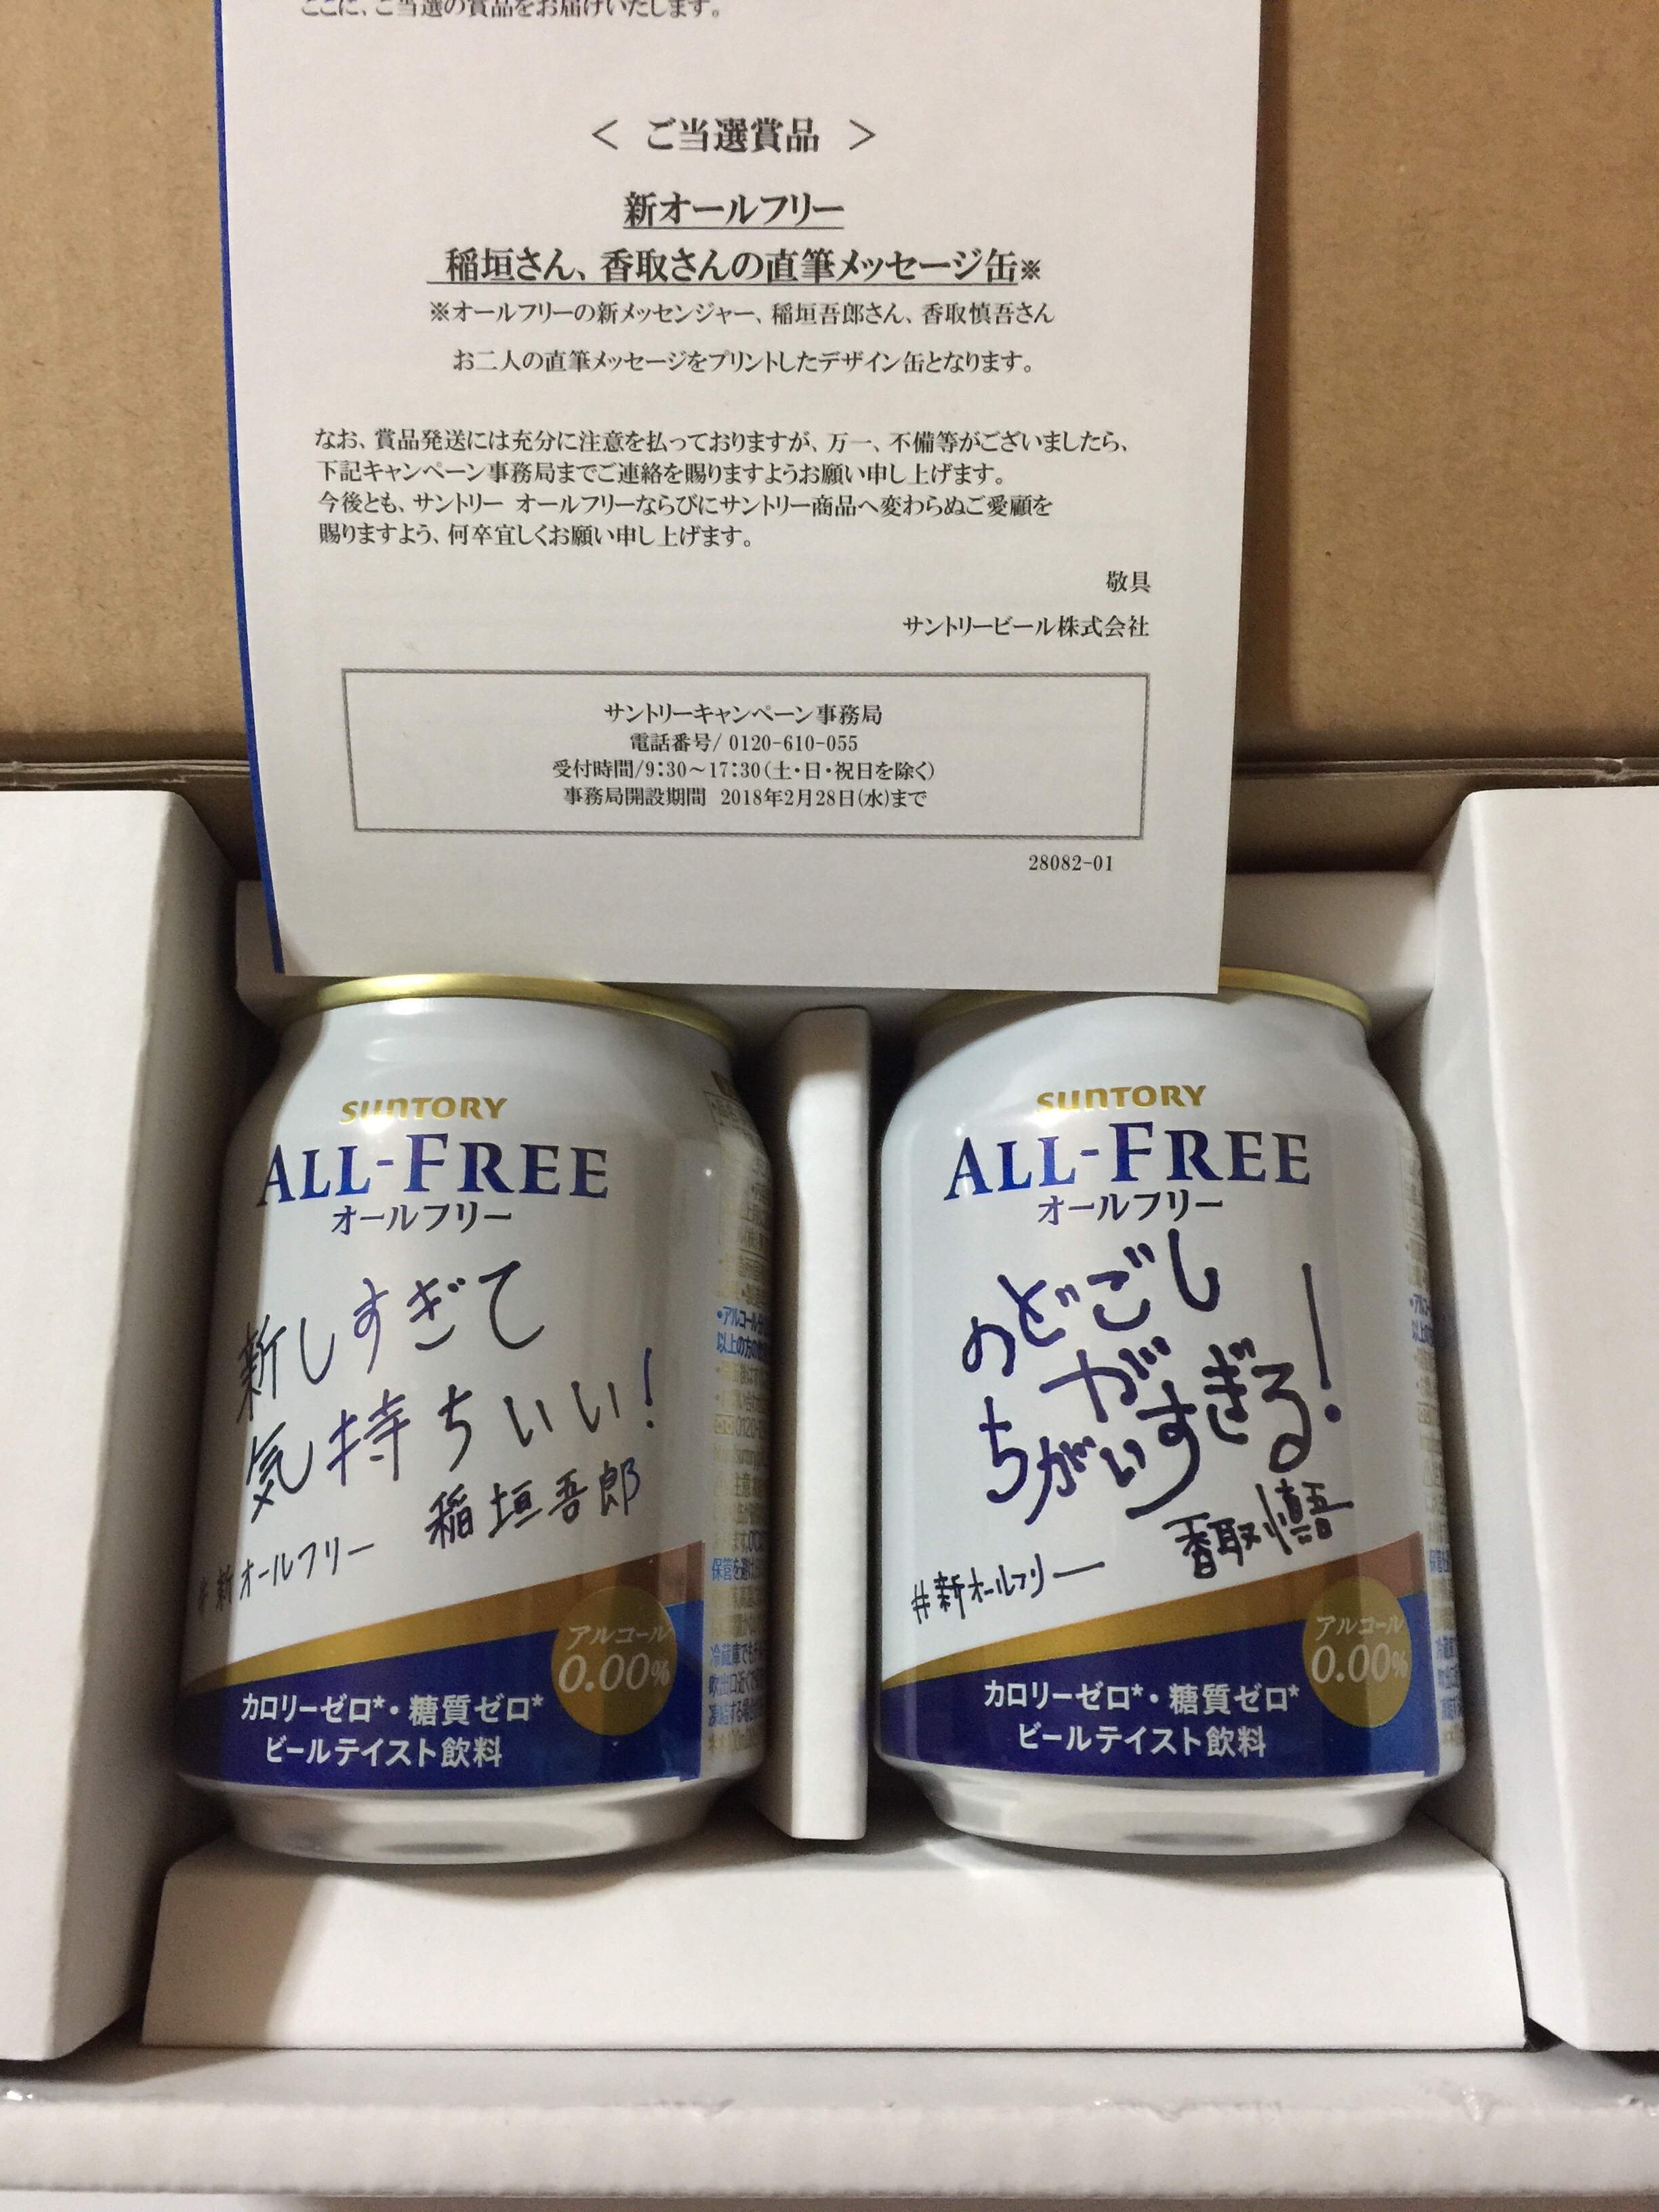 ここに、ご当選の賞品をお届けいたします。
＜ ご当選賞品 ＞
新オールフリー
稲垣さん、香取さんの直筆メッセージ缶※
※オールフリーの新メッセンジャー、稲垣吾郎さん、香取慎吾さん
お二人の直筆メッセージをプリントしたデザイン缶となります。
なお、賞品発送には充分に注意を払っておりますが、万一、不備等がございましたら、
下記キャンペーン事務局までご連絡を賜りますようお願い申し上げます。
今後とも、サントリー オールフリーならびにサントリー商品へ変わらぬご愛顧を
賜りますよう、何卒宜しくお願い申し上げます。
敬具
サントリービール株式会社
サントリーキャンペーン事務局
電話番号/ 0120-610-055
受付時間/9:30～17:30(土・日・祝日を除く)
事務局開設期間 2018年2月28日(水)まで
28082-01
SUNTORY
ALL-FREE
オールフリー
新しすぎて
気持ちいい!
稲垣吾郎
#新オールフリー
アルコール
0.00%
カロリーゼロ*・糖質ゼロ*
ビールテイスト飲料
SUNTORY
ALL-FREE
オールフリー
のどごし
が
ちがいすぎる!
香取慎吾
#新オールフリー
アルコール
0.00%
カロリーゼロ*・糖質ゼロ*
ビールテイスト飲料